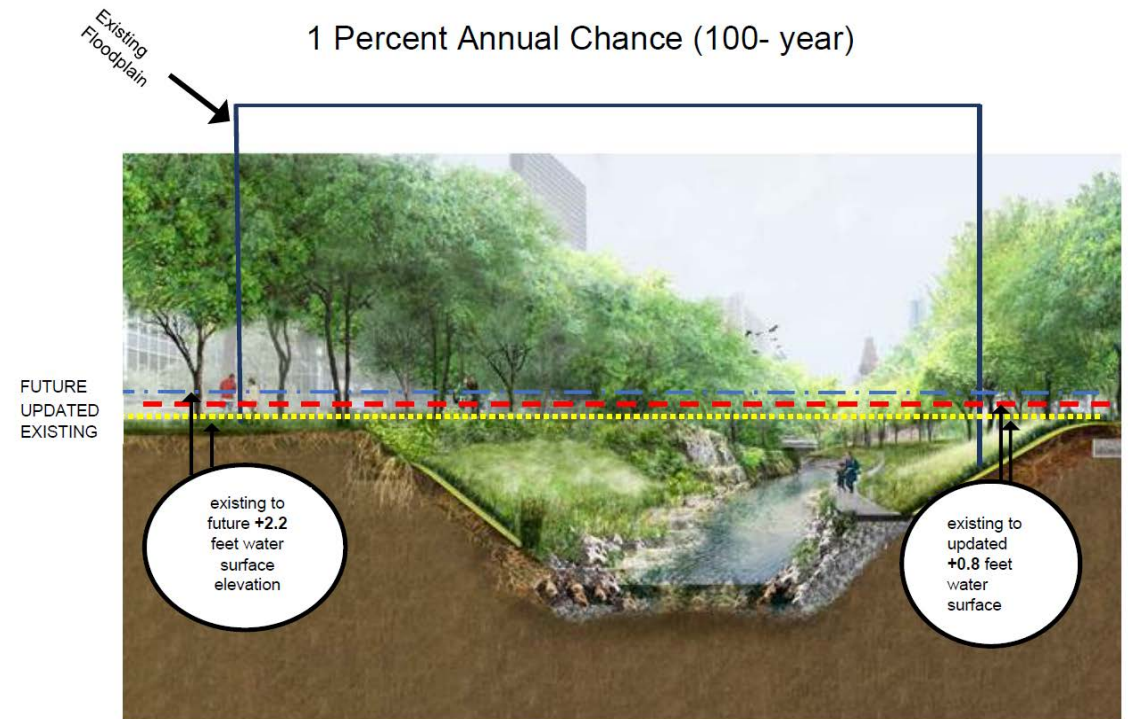 Existing
Floodplain
1 Percent Annual Chance (100- year)
FUTURE
UPDATED
EXISTING
existing to
future +2.2
feet water
surface
elevation
existing to
updated
+0.8 feet
water
surface